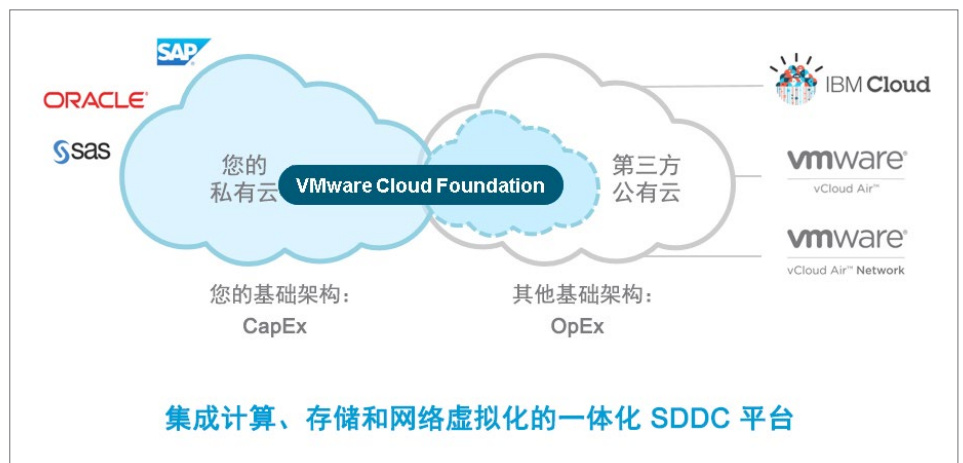 SAP
ORACLE®
sas
您的
私有云
VMware Cloud Foundation
第三方
公有云
IBM Cloud
vmware®
vCloud Air™
vmware®
vCloud Air™ Network
您的基础架构：
CapEx
其他基础架构：
OpEx
集成计算、存储和网络虚拟化的一体化 SDDC 平台